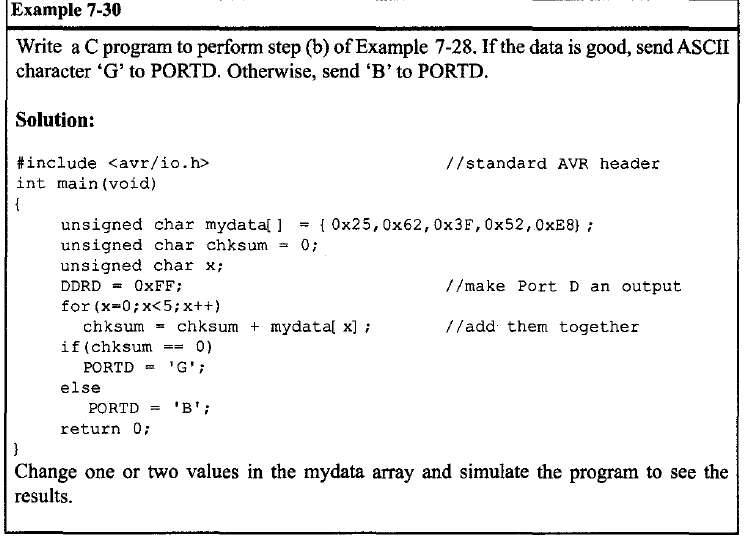 Example 7-30
Write a C program to perform step (b) of Example 7-28. If the data is good, send ASCII
character ‘G’ to PORTD. Otherwise, send ‘B’ to PORTD.
Solution:
#include <avr/io.h> //standard AVR header
int main(void)
{
unsigned char mydata[] = {0x25,0x62,0x3F,0x52,0xE8};
unsigned char chksum = 0;
unsigned char x;
DDRD = 0xFF; //make Port D an output
for(x=0;x<5;x++)
chksum = chksum + mydata[x]; //add them together
if(chksum == 0)
PORTD = 'G';
else
PORTD = 'B';
return 0;
}
Change one or two values in the mydata array and simulate the program to see the
results.